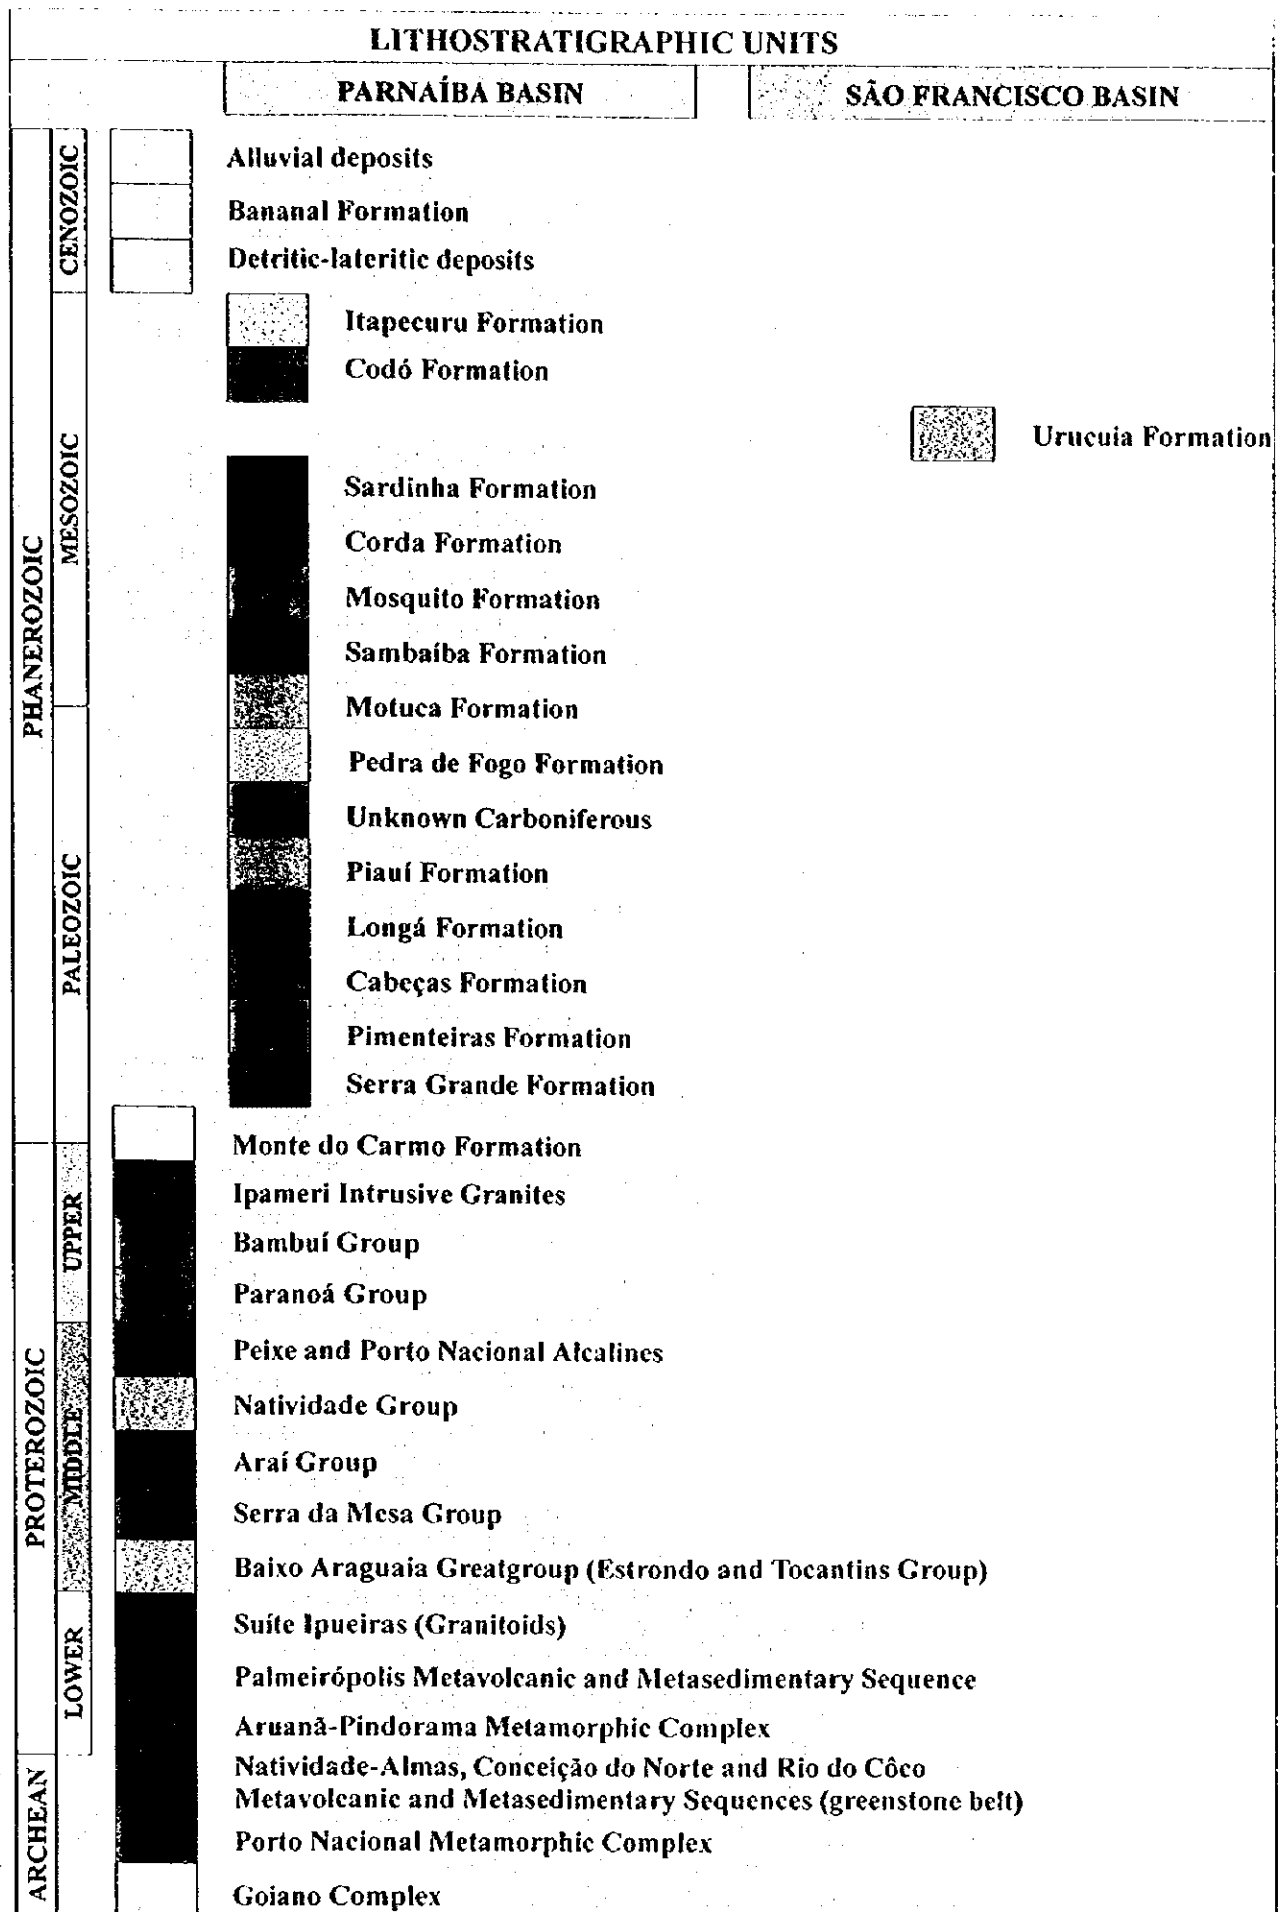 LITHOSTRATIGRAPHIC UNITS
PARNAÍBA BASIN
SÃO FRANCISCO BASIN
PHANEROZOIC
CENOZOIC
Alluvial deposits
Bananal Formation
Detritic-lateritic deposits
MESOZOIC
Itapecuru Formation
Codó Formation
Urucuia Formation
Sardinha Formation
Corda Formation
Mosquito Formation
Sambaíba Formation
Motuca Formation
PALEOZOIC
Pedra de Fogo Formation
Unknown Carboniferous
Piauí Formation
Longá Formation
Cabeças Formation
Pimenteiras Formation
Serra Grande Formation
Monte do Carmo Formation
PROTEROZOIC
UPPER
Ipameri Intrusive Granites
Bambuí Group
Paranoá Group
MIDDLE
Peixe and Porto Nacional Alcalines
Natividade Group
Araí Group
Serra da Mesa Group
Baixo Araguaia Greatgroup (Estrondo and Tocantins Group)
LOWER
Suíte Ipueiras (Granitoids)
Palmeirópolis Metavolcanic and Metasedimentary Sequence
Aruanã-Pindorama Metamorphic Complex
ARCHEAN
Natividade-Almas, Conceição do Norte and Rio do Côco
Metavolcanic and Metasedimentary Sequences (greenstone belt)
Porto Nacional Metamorphic Complex
Goiano Complex